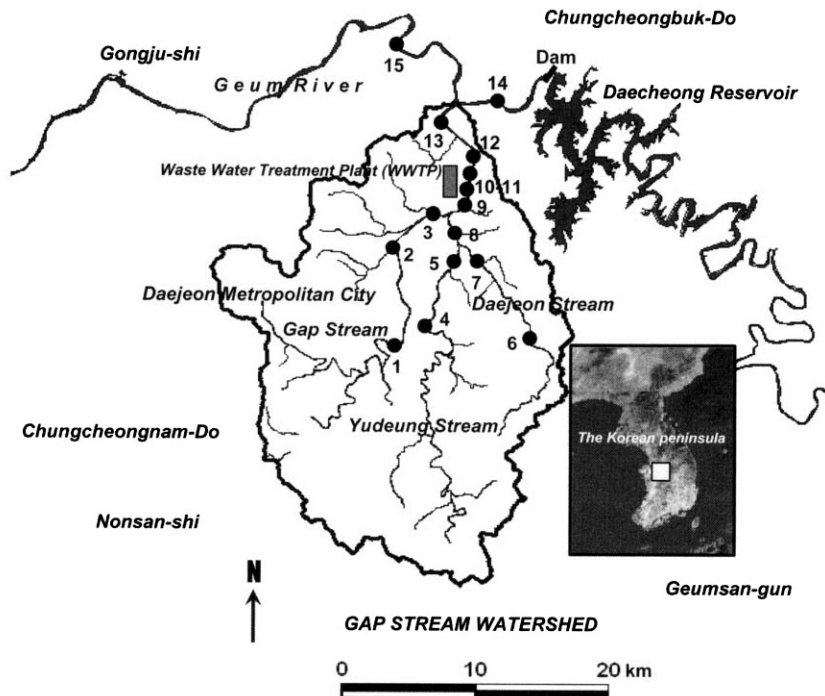 Chungcheongbuk-Do
Gongju-shi
15
Dam
Geum River
14
Daecheong Reservoir
13
12
Waste Water Treatment Plant (WWTP)
10-11
9
3
8
2
5
7
Daejeon Metropolitan City
Daejeon Stream
4
Gap Stream
6
1
The Korean peninsula
Chungcheongnam-Do
Yudeung Stream
Nonsan-shi
N
Geumsan-gun
GAP STREAM WATERSHED
0 10 20 km